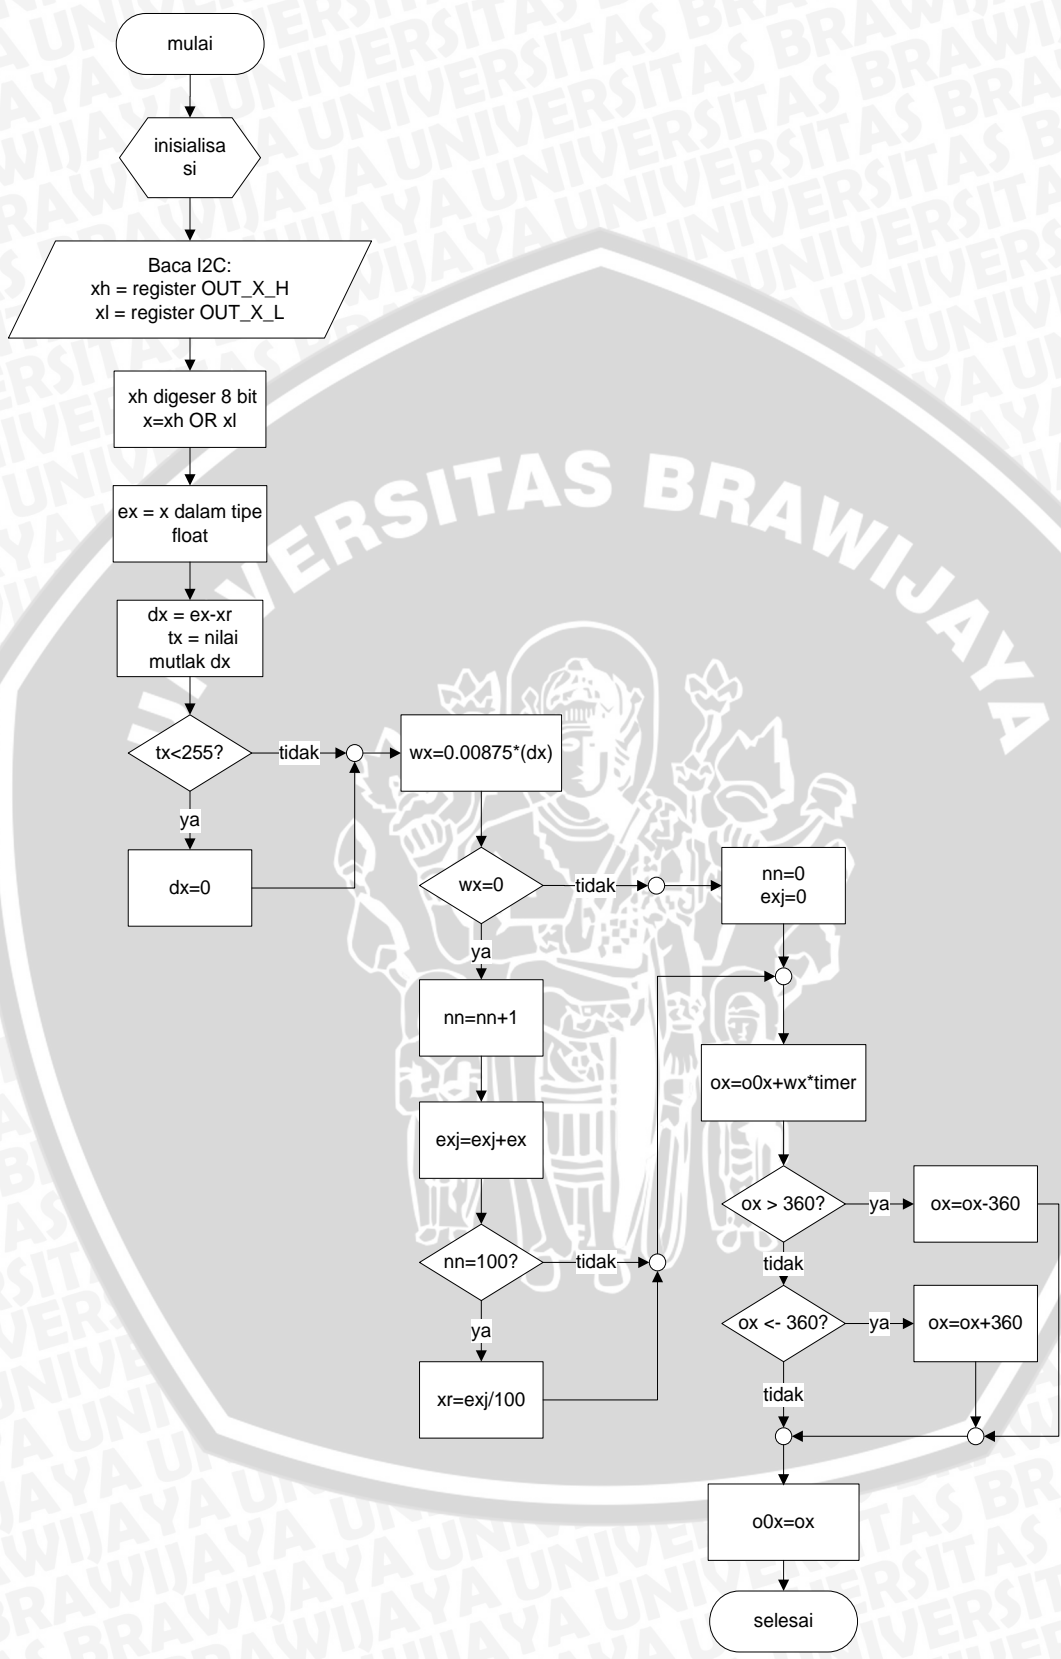 mulai
inisialisa
si
Baca I2C:
xh = register OUT_X_H
xl = register OUT_X_L
xh digeser 8 bit
x=xh OR xl
ex = x dalam tipe
float
dx = ex-xr
tx = nilai
mutlak dx
tx<255?
tidak
ya
dx=0
wx=0.00875*(dx)
wx=0
tidak
ya
nn=0
exj=0
nn=nn+1
exj=exj+ex
nn=100?
tidak
ya
xr=exj/100
ox=o0x+wx*timer
ox > 360?
ya
ox=ox-360
tidak
ox <- 360?
ya
ox=ox+360
tidak
o0x=ox
selesai
UNIVERSITAS BRAWIJAYA